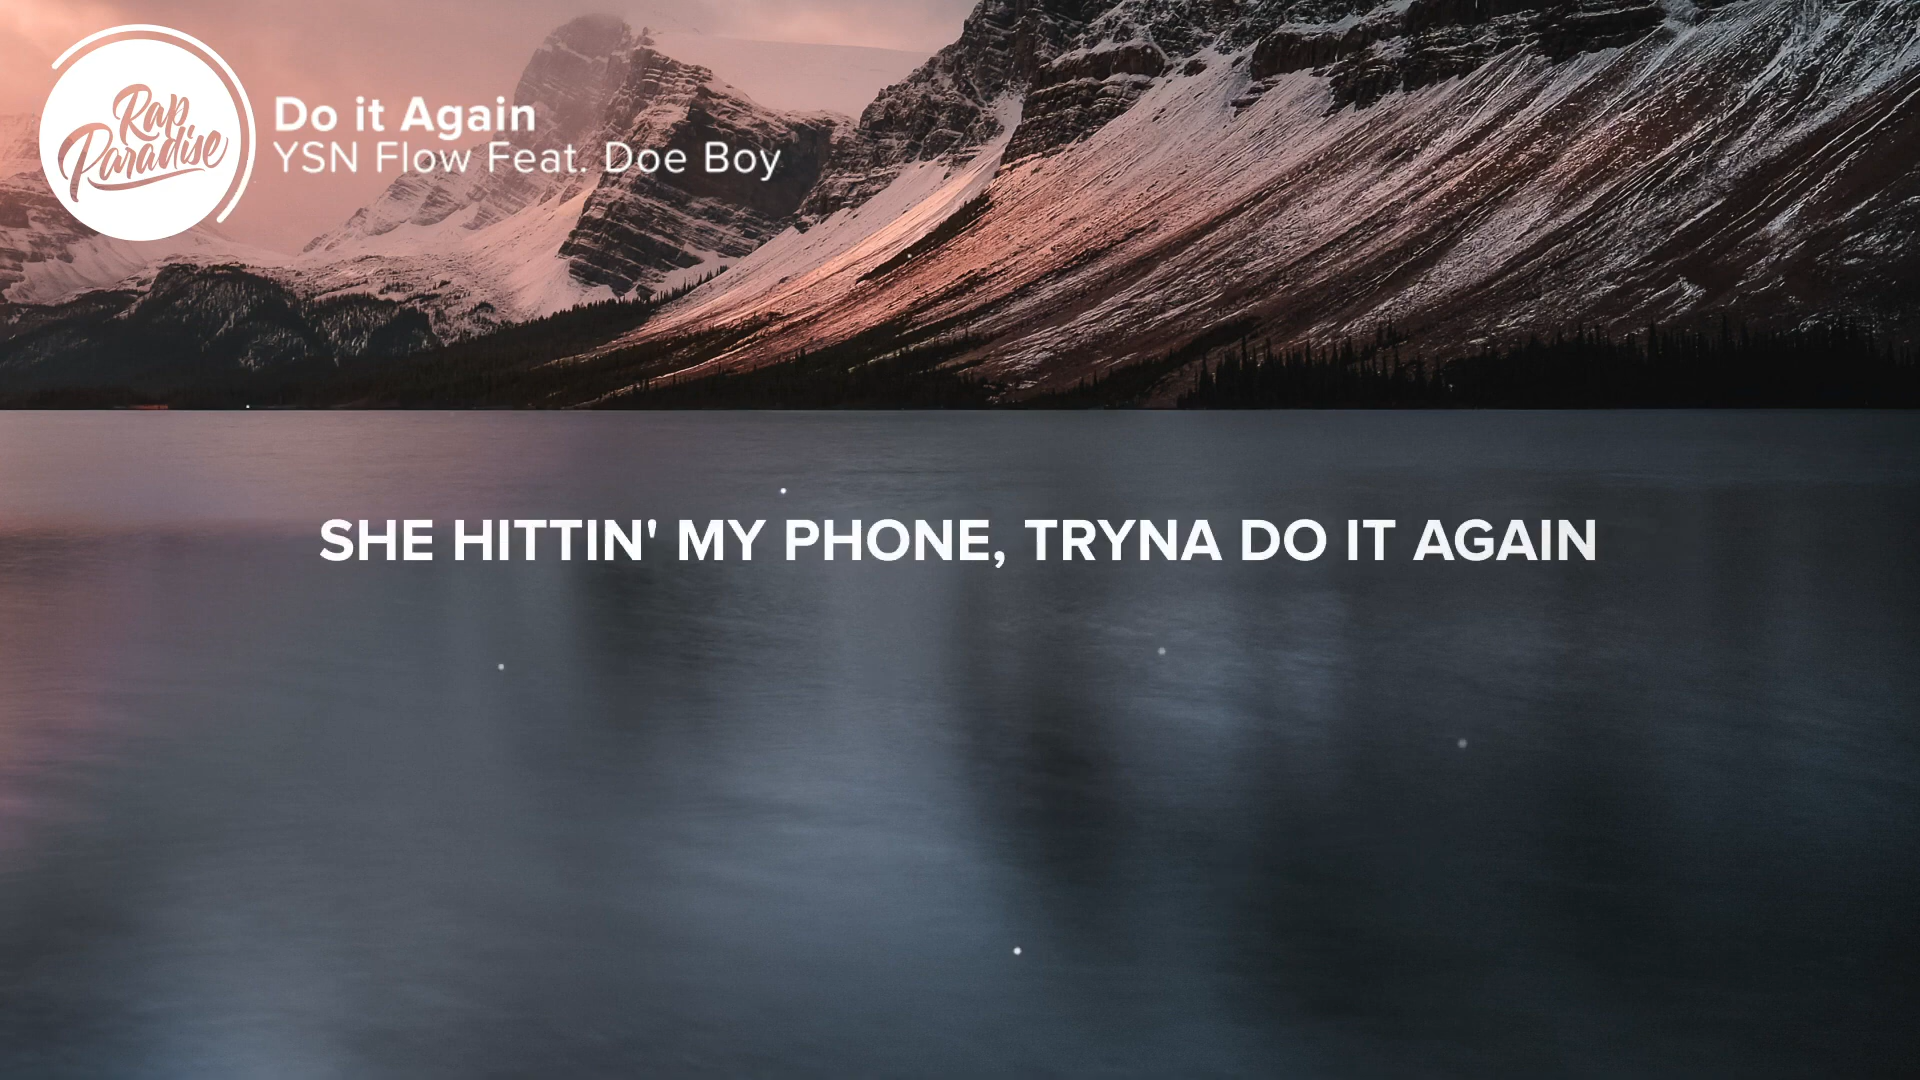 Rap
Paradise
Do it Again
YSN Flow Feat. Doe Boy
SHE HITTIN' MY PHONE, TRYNA DO IT AGAIN